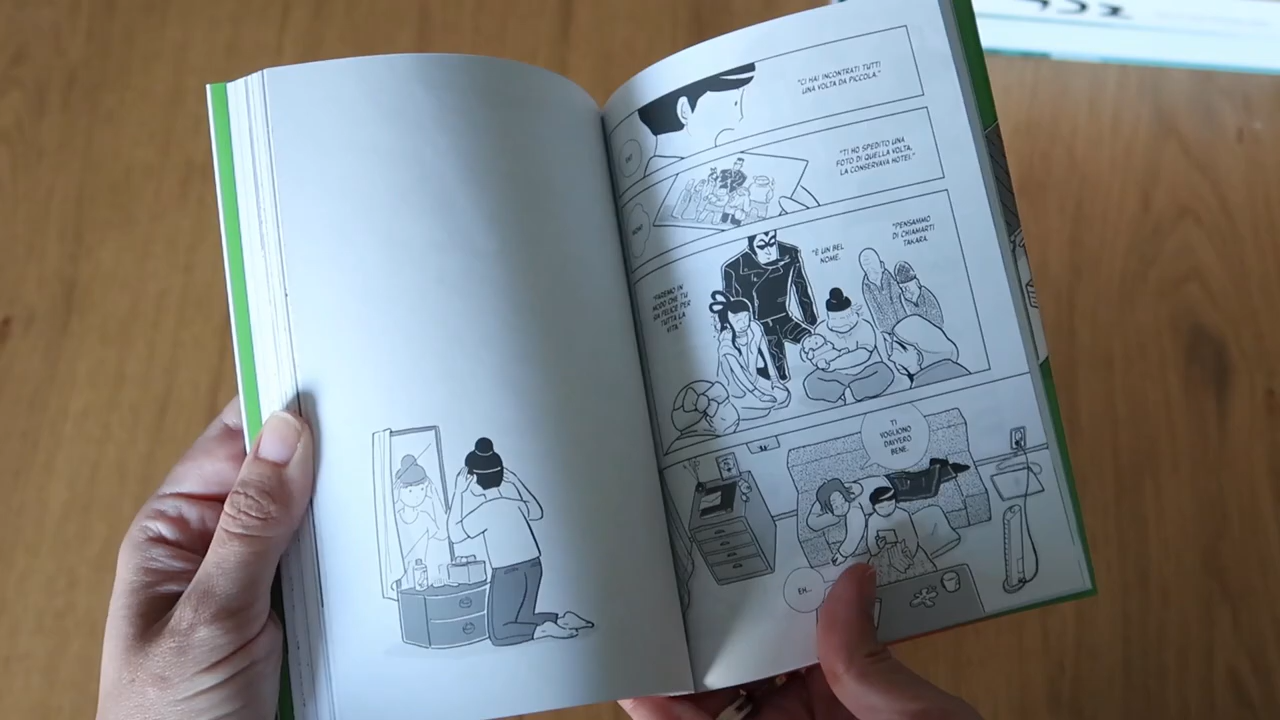 "CI HAI INCONTRATI TUTTI
UNA VOLTA DA PICCOLA."
"TI HO SPEDITO UNA
FOTO DI QUELLA VOLTA,
LA CONSERVAVA HOTEI."
"PENSAMMO
DI CHIAMARTI
TAKARA.
"È UN BEL
NOME.
"FAREMO IN
MODO CHE TU
SIA FELICE PER
TUTTA LA
VITA."
TI
VOGLIONO
DAVVERO
BENE.
EH...